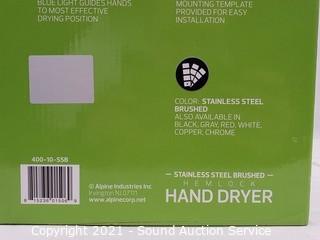 BLUE LIGHT GUIDES HANDS
TO MOST EFFECTIVE
DRYING POSITION
MOUNTING TEMPLATE
PROVIDED FOR EASY
INSTALLATION
COLOR: STAINLESS STEEL
BRUSHED
ALSO AVAILABLE IN
BLACK, GRAY, RED, WHITE,
COPPER, CHROME
400-10-SSB
© Alpine Industries Inc
Irvington NJ 07111
www.alpinecorp.net
STAINLESS STEEL BRUSHED
HEMLOCK
HAND DRYER
Copyright 2021 - Sound Auction Service